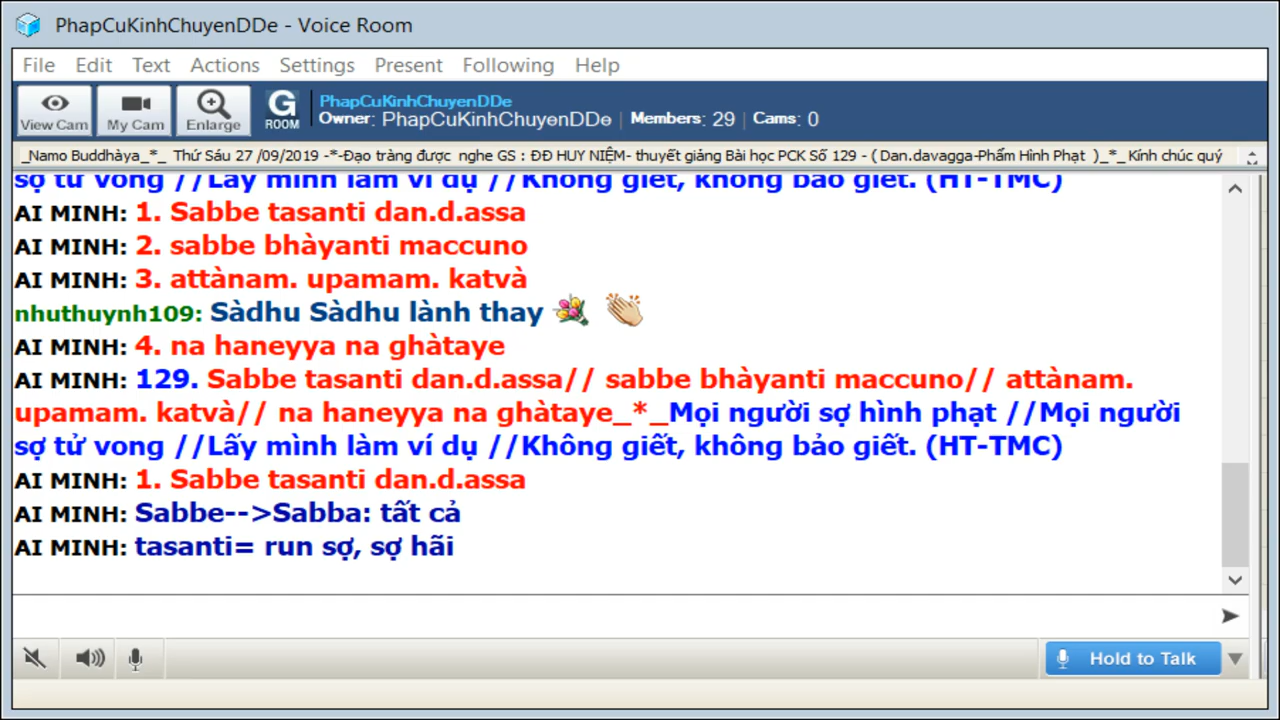 PhapCuKinhChuyenDDe - Voice Room
File Edit Text Actions Settings Present Following Help
View Cam My Cam Enlarge G ROOM
PhapCuKinhChuyenDDe
Owner: PhapCuKinhChuyenDDe | Members: 29 | Cams: 0
_Namo Buddhàya_*_ Thứ Sáu 27 /09/2019 -*-Đạo tràng được nghe GS : ĐĐ HUY NIỆM- thuyết giảng Bài học PCK Số 129 - ( Dan.davagga-Phẩm Hình Phạt )_*_ Kính chúc quý
sợ tử vong //Lấy mình làm ví dụ //Không giết, không bảo giết. (HT-TMC)
AI MINH: 1. Sabbe tasanti dan.d.assa
AI MINH: 2. sabbe bhàyanti maccuno
AI MINH: 3. attànam. upamam. katvà
nhuthuynh109: Sàdhu Sàdhu lành thay
AI MINH: 4. na haneyya na ghàtaye
AI MINH: 129. Sabbe tasanti dan.d.assa// sabbe bhàyanti maccuno// attànam.
upamam. katvà// na haneyya na ghàtaye_*_Mọi người sợ hình phạt //Mọi người
sợ tử vong //Lấy mình làm ví dụ //Không giết, không bảo giết. (HT-TMC)
AI MINH: 1. Sabbe tasanti dan.d.assa
AI MINH: Sabbe-->Sabba: tất cả
AI MINH: tasanti= run sợ, sợ hãi
Hold to Talk